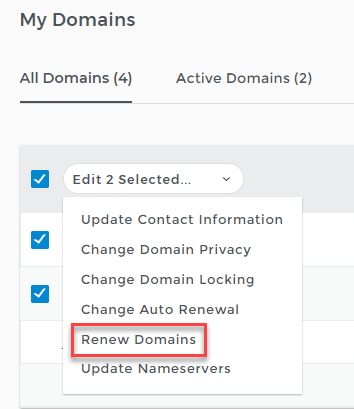 My Domains
All Domains (4) Active Domains (2)
Edit 2 Selected...
Update Contact Information
Change Domain Privacy
Change Domain Locking
Change Auto Renewal
Renew Domains
Update Nameservers